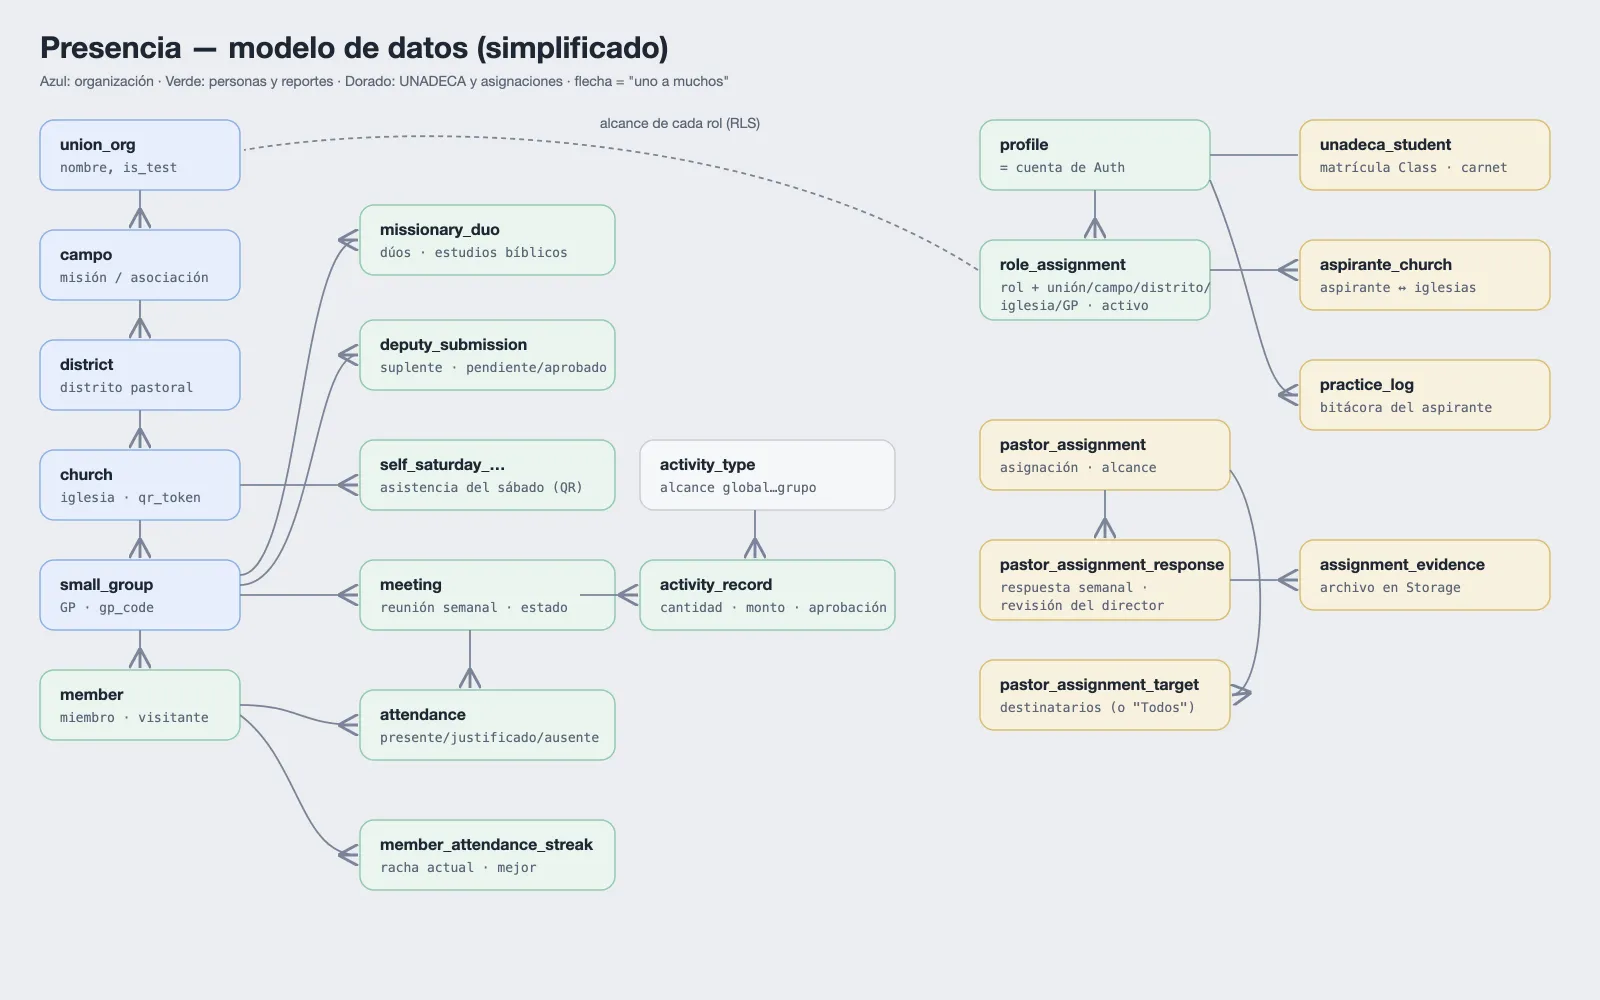 Presencia — modelo de datos (simplificado)
Azul: organización · Verde: personas y reportes · Dorado: UNADECA y asignaciones · flecha = "uno a muchos"
alcance de cada rol (RLS)
union_org
nombre, is_test
campo
misión / asociación
district
distrito pastoral
church
iglesia · qr_token
small_group
GP · gp_code
member
miembro · visitante
missionary_duo
dúos · estudios bíblicos
deputy_submission
suplente · pendiente/aprobado
self_saturday_…
asistencia del sábado (QR)
meeting
reunión semanal · estado
attendance
presente/justificado/ausente
member_attendance_streak
racha actual · mejor
activity_type
alcance global…grupo
activity_record
cantidad · monto · aprobación
profile
= cuenta de Auth
role_assignment
rol + unión/campo/distrito/
iglesia/GP · activo
pastor_assignment
asignación · alcance
pastor_assignment_response
respuesta semanal ·
revisión del director
pastor_assignment_target
destinatarios (o "Todos")
unadeca_student
matrícula Class · carnet
aspirante_church
aspirante ↔ iglesias
practice_log
bitácora del aspirante
assignment_evidence
archivo en Storage